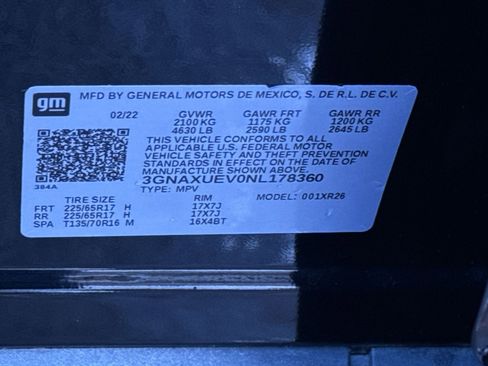 gm
MFD BY GENERAL MOTORS DE MEXICO, S. DE R.L. DE C.V.
02/22 GVWR GAWR FRT GAWR RR
2100 KG 1175 KG 1200 KG
4630 LB 2590 LB 2645 LB
THIS VEHICLE CONFORMS TO ALL
APPLICABLE U.S. FEDERAL MOTOR
VEHICLE SAFETY AND THEFT PREVENTION
STANDARDS IN EFFECT ON THE DATE OF
MANUFACTURE SHOWN ABOVE.
3GNAXUEV0NL178360
384A TYPE: MPV MODEL: 001XR26
TIRE SIZE RIM
FRT 225/65R17 H 17X7J
RR 225/65R17 H 17X7J
SPA T135/70R16 M 16X4BT